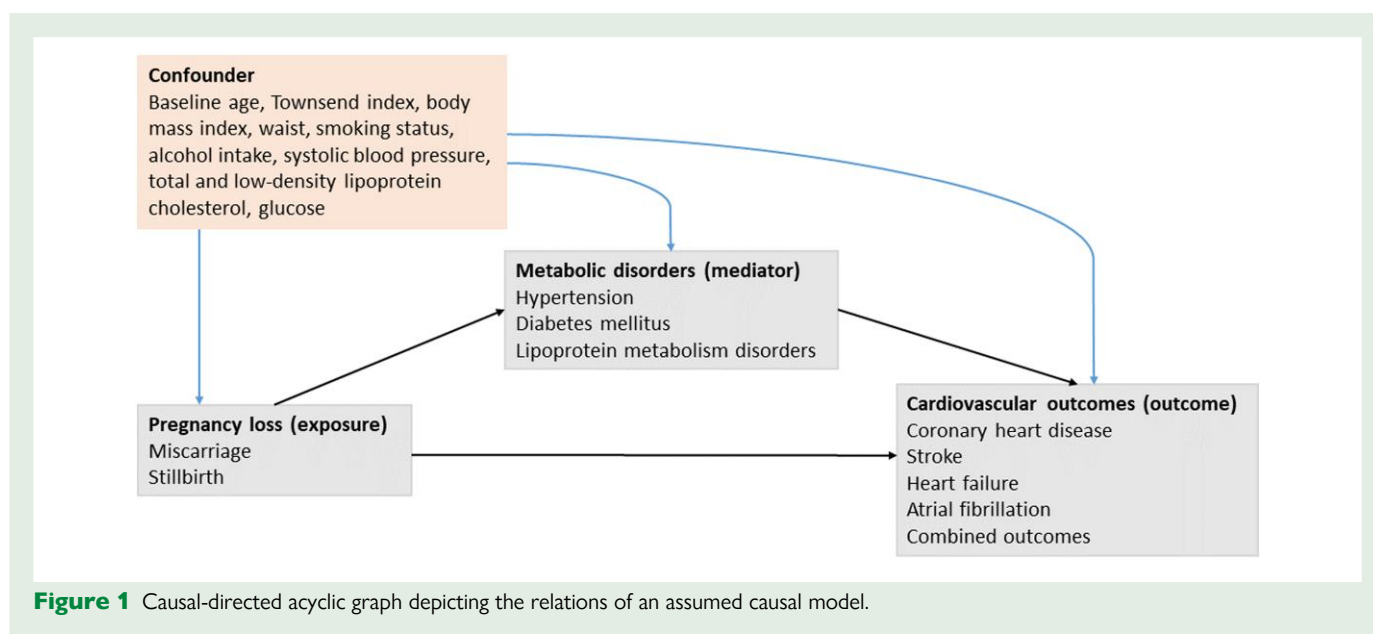 Confounder
Baseline age, Townsend index, body
mass index, waist, smoking status,
alcohol intake, systolic blood pressure,
total and low-density lipoprotein
cholesterol, glucose
Metabolic disorders (mediator)
Hypertension
Diabetes mellitus
Lipoprotein metabolism disorders
Pregnancy loss (exposure)
Miscarriage
Stillbirth
Cardiovascular outcomes (outcome)
Coronary heart disease
Stroke
Heart failure
Atrial fibrillation
Combined outcomes
Figure 1 Causal-directed acyclic graph depicting the relations of an assumed causal model.